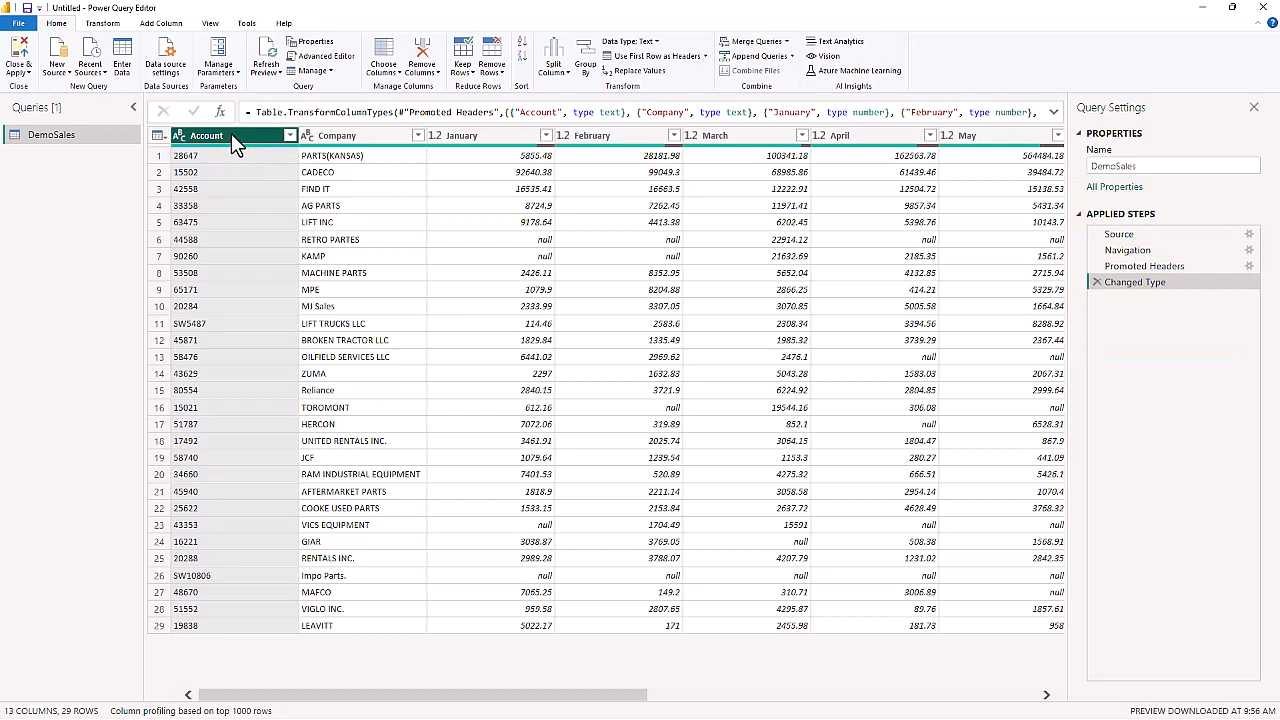 Untitled - Power Query Editor
File Home Transform Add Column View Tools Help
Close & Apply
New Source
Recent Sources
Enter Data
Data source settings
Manage Parameters
Refresh Preview
Properties
Advanced Editor
Manage
Choose Columns
Remove Columns
Keep Rows
Remove Rows
Split Column
Group By
Data Type: Text
Use First Row as Headers
Replace Values
Merge Queries
Append Queries
Combine Files
Text Analytics
Vision
Azure Machine Learning
Close New Query Data Sources Parameters Query Manage Columns Reduce Rows Sort Transform Combine AI Insights
Queries [1]
DemoSales
= Table.TransformColumnTypes(#"Promoted Headers",{{"Account", type text}, {"Company", type text}, {"January", type number}, {"February", type number},
Account Company 1.2 January 1.2 February 1.2 March 1.2 April 1.2 May
1 28647 PARTS(KANSAS) 5855.48 28181.98 100341.18 162563.78 564484.18
2 15502 CADECO 92640.38 99049.3 68985.86 61439.46 39484.72
3 42558 FIND IT 16535.41 16663.5 12222.91 12504.72 15138.53
4 33358 AG PARTS 8724.9 7262.45 11971.41 9857.34 5431.34
5 63475 LIFT INC 9178.64 4413.38 6202.45 5398.76 10143.7
6 44588 RETRO PARTES null null 22914.12 null null
7 90260 KAMP null null 21632.69 2185.35 1561.2
8 53508 MACHINE PARTS 2426.11 8352.95 5652.04 4132.85 2715.94
9 65171 MPE 1079.9 8204.88 2866.25 414.21 5329.79
10 20284 MJ Sales 2333.99 3307.05 3070.85 5005.58 1664.84
11 SW5487 LIFT TRUCKS LLC 114.46 2583.6 2308.34 3394.56 8288.92
12 45871 BROKEN TRACTOR LLC 1829.84 1335.49 1985.32 3739.29 2367.44
13 58476 OILFIELD SERVICES LLC 6441.02 2969.62 2476.1 null null
14 43629 ZUMA 2297 1632.83 5043.28 1583.03 2067.31
15 80554 Reliance 2840.15 3721.9 6224.92 2804.85 2999.64
16 15021 TOROMONT 612.16 null 19544.16 306.08 null
17 51787 HERCON 7072.06 319.89 852.1 null 6528.31
18 17492 UNITED RENTALS INC. 3461.91 2025.74 3064.15 1804.47 867.9
19 58740 JCF 1079.64 1239.54 1153.3 280.27 441.09
20 34660 RAM INDUSTRIAL EQUIPMENT 7401.53 520.89 4275.32 666.51 5426.1
21 45940 AFTERMARKET PARTS 1818.9 2211.14 3058.58 2954.14 1070.4
22 25622 COOKE USED PARTS 1533.15 2153.84 2637.72 4628.49 3768.32
23 43353 VICS EQUIPMENT null 1704.49 15591 null null
24 16221 GIAR 3038.87 3769.05 null 508.38 1568.91
25 20288 RENTALS INC. 2989.28 3788.07 4207.79 1231.02 2842.35
26 SW10806 Impo Parts. null null null null null
27 48670 MAFCO 7065.25 149.2 310.71 3006.89 null
28 51552 VIGLO INC. 959.58 2807.65 4295.87 89.76 1857.61
29 19838 LEAVITT 5022.17 171 2455.98 181.73 958
Query Settings
PROPERTIES
Name
DemoSales
All Properties
APPLIED STEPS
Source
Navigation
Promoted Headers
Changed Type
13 COLUMNS, 29 ROWS Column profiling based on top 1000 rows PREVIEW DOWNLOADED AT 9:56 AM